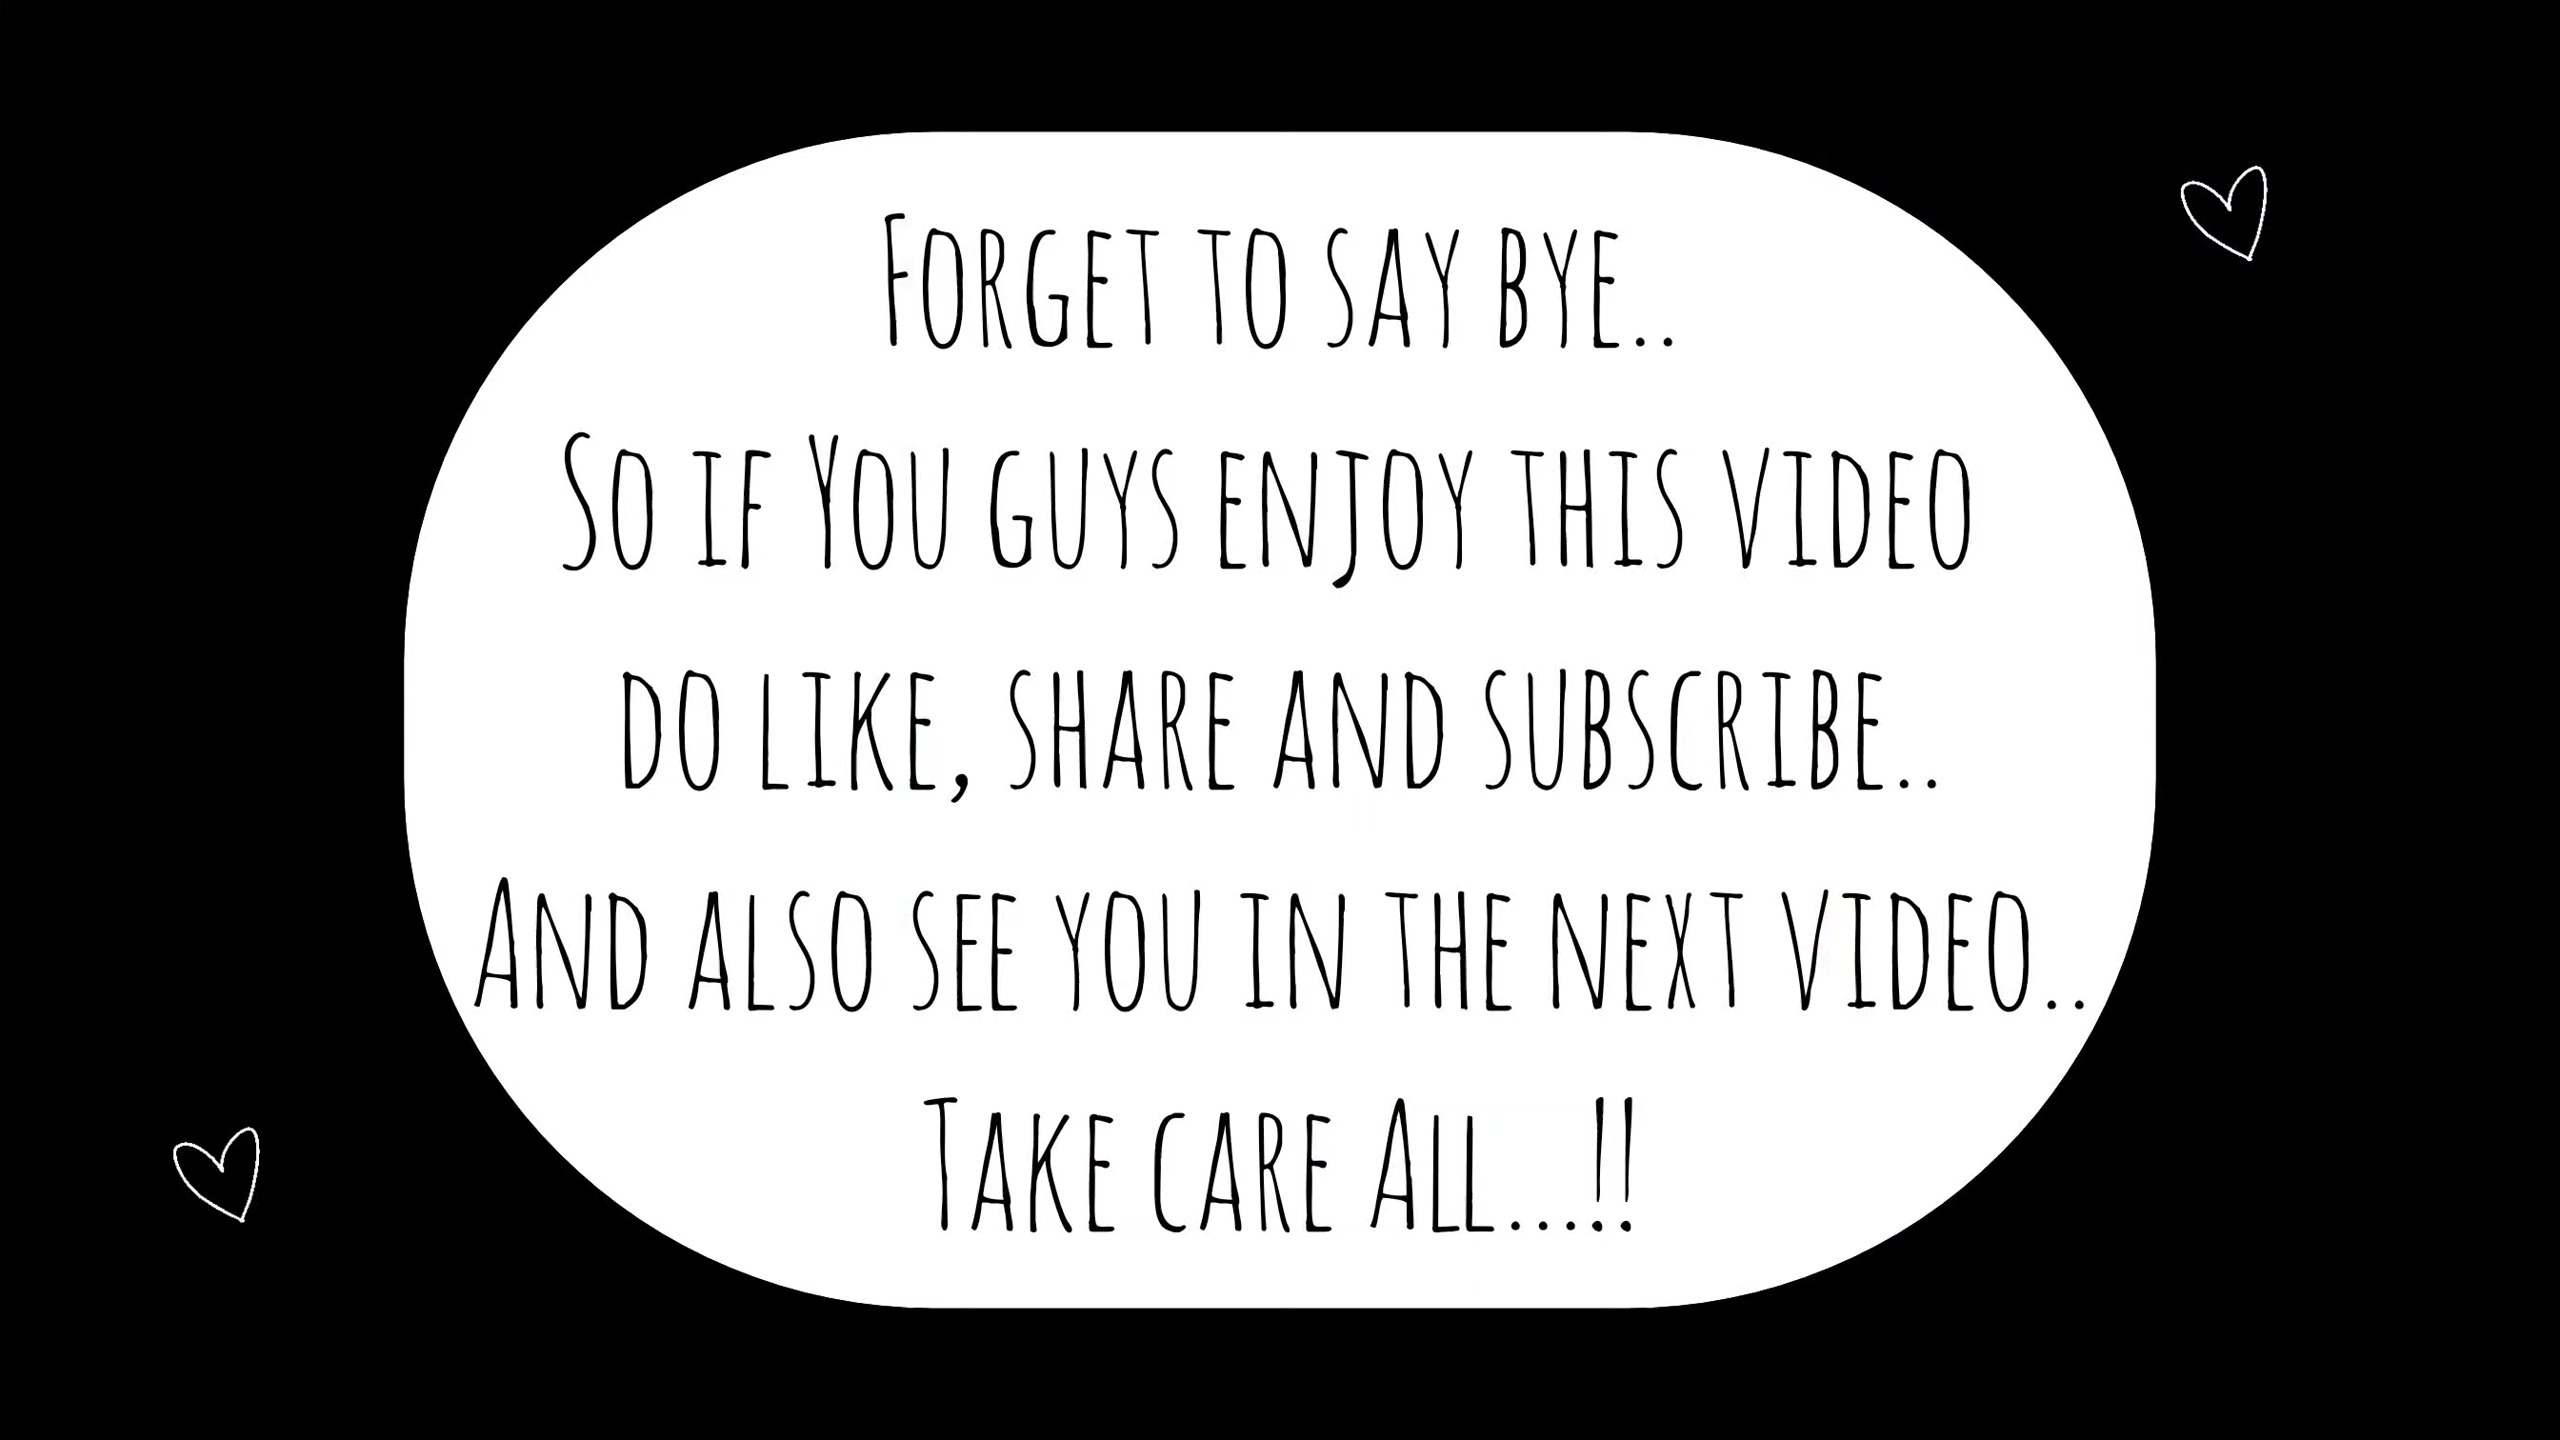 Forget to say bye..
So if You guys enjoy this video
do like, share and subscribe..
And also see you in the next video..
Take care All...!!